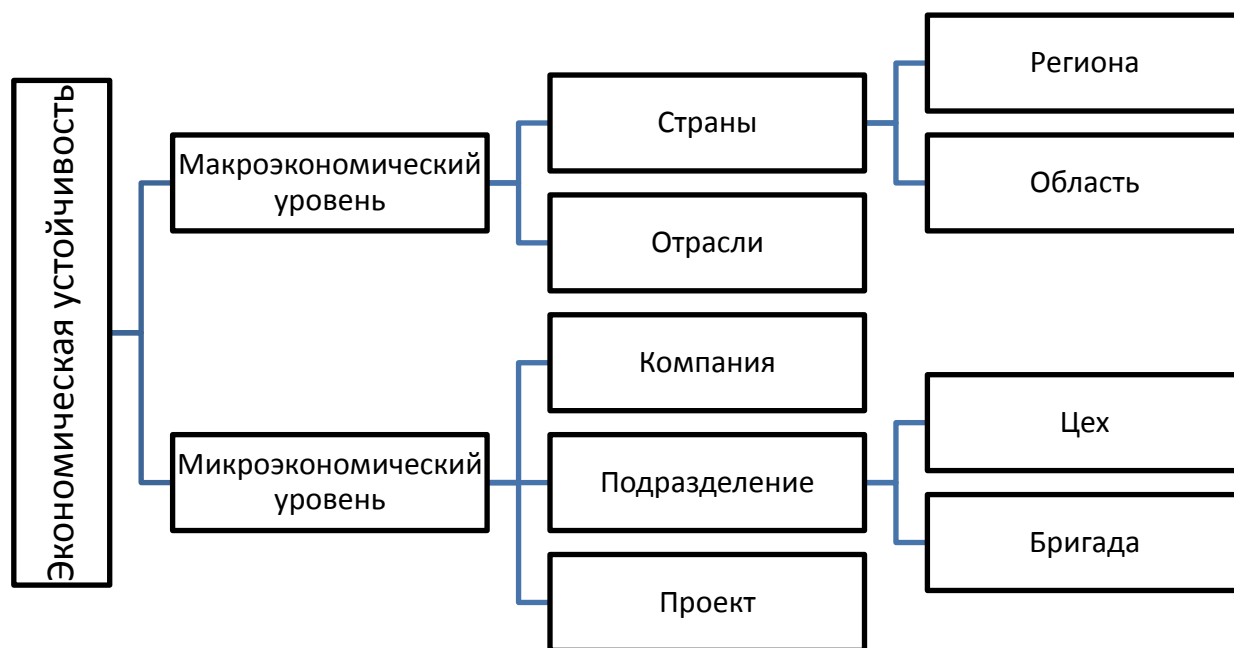 Экономическая устойчивость
Макроэкономический
уровень
Страны
Региона
Область
Отрасли
Микроэкономический
уровень
Компания
Подразделение
Цех
Бригада
Проект